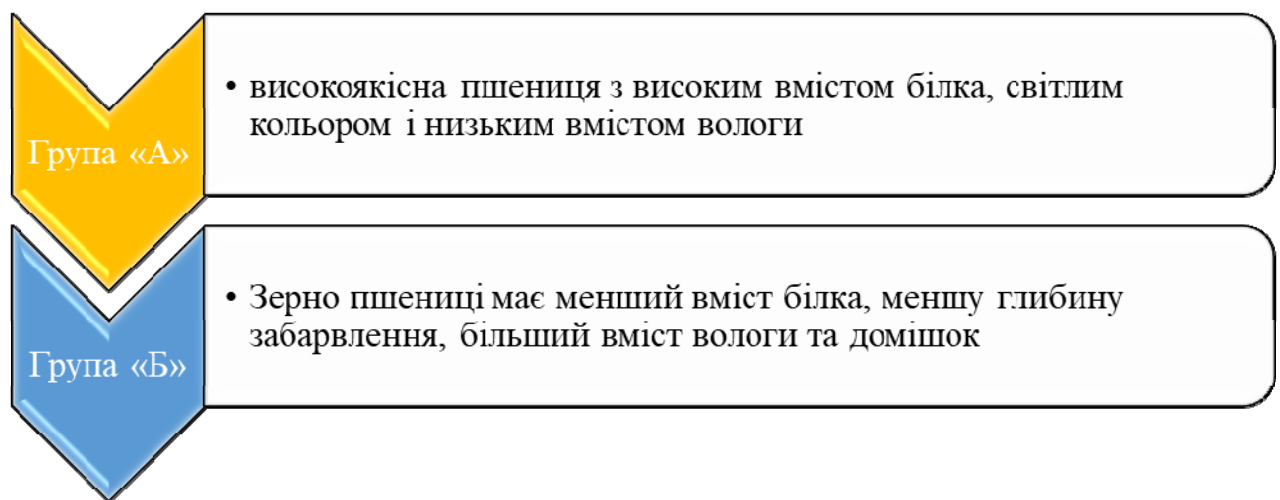 Група «А»
• високоякісна пшениця з високим вмістом білка, світлим
кольором і низьким вмістом вологи
Група «Б»
• Зерно пшениці має менший вміст білка, меншу глибину
забарвлення, більший вміст вологи та домішок